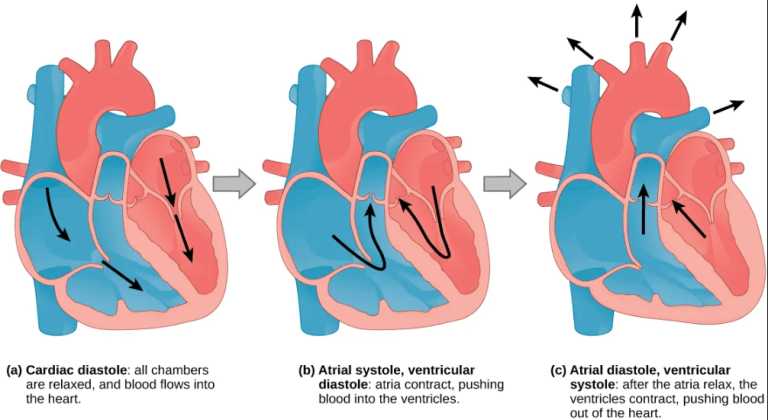 (a) Cardiac diastole: all chambers
are relaxed, and blood flows into
the heart.
(b) Atrial systole, ventricular
diastole: atria contract, pushing
blood into the ventricles.
(c) Atrial diastole, ventricular
systole: after the atria relax, the
ventricles contract, pushing blood
out of the heart.